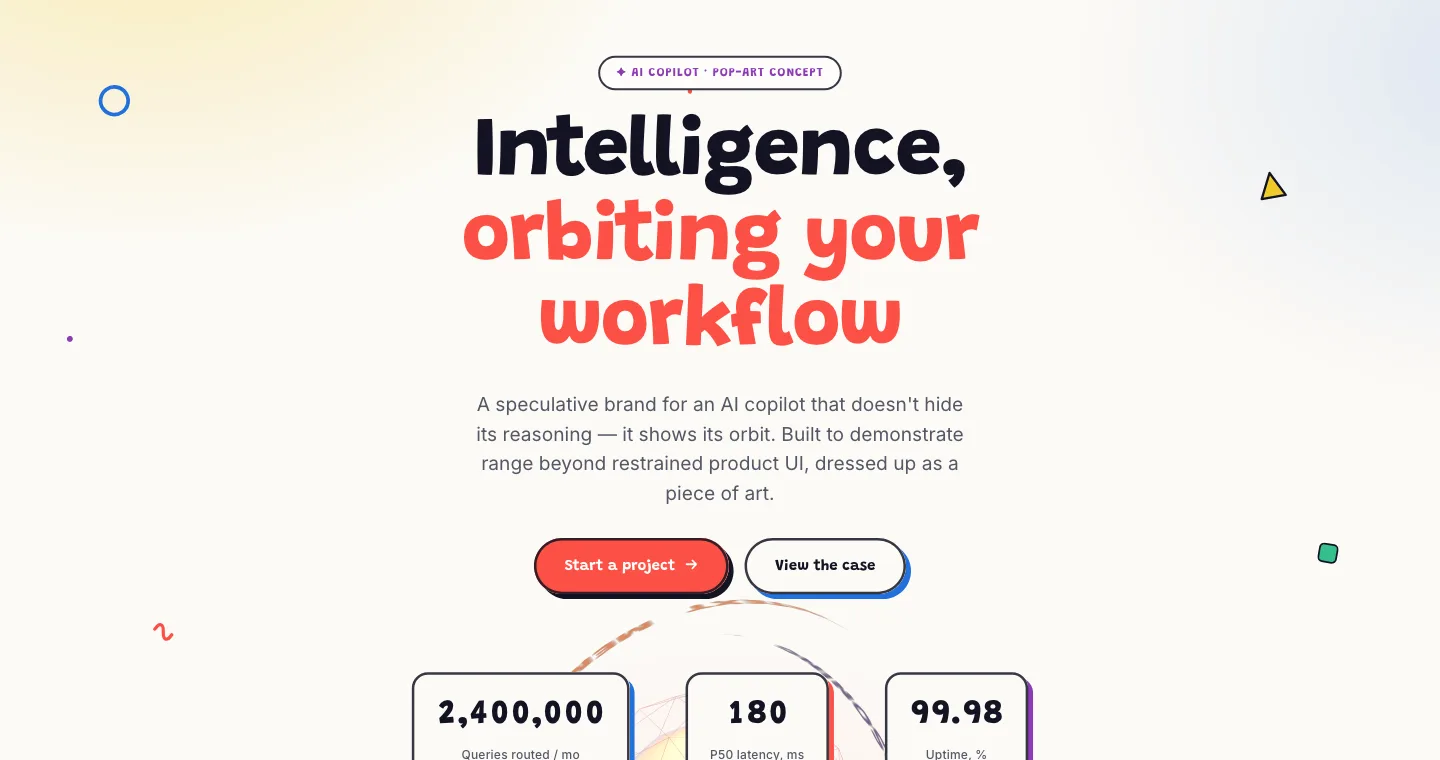 ✦ AI COPILOT · POP-ART CONCEPT
Intelligence,
orbiting your
workflow
A speculative brand for an AI copilot that doesn't hide
its reasoning — it shows its orbit. Built to demonstrate
range beyond restrained product UI, dressed up as a
piece of art.
Start a project →
View the case
2,400,000
180
99.98
Queries routed / mo
P50 latency, ms
Uptime, %